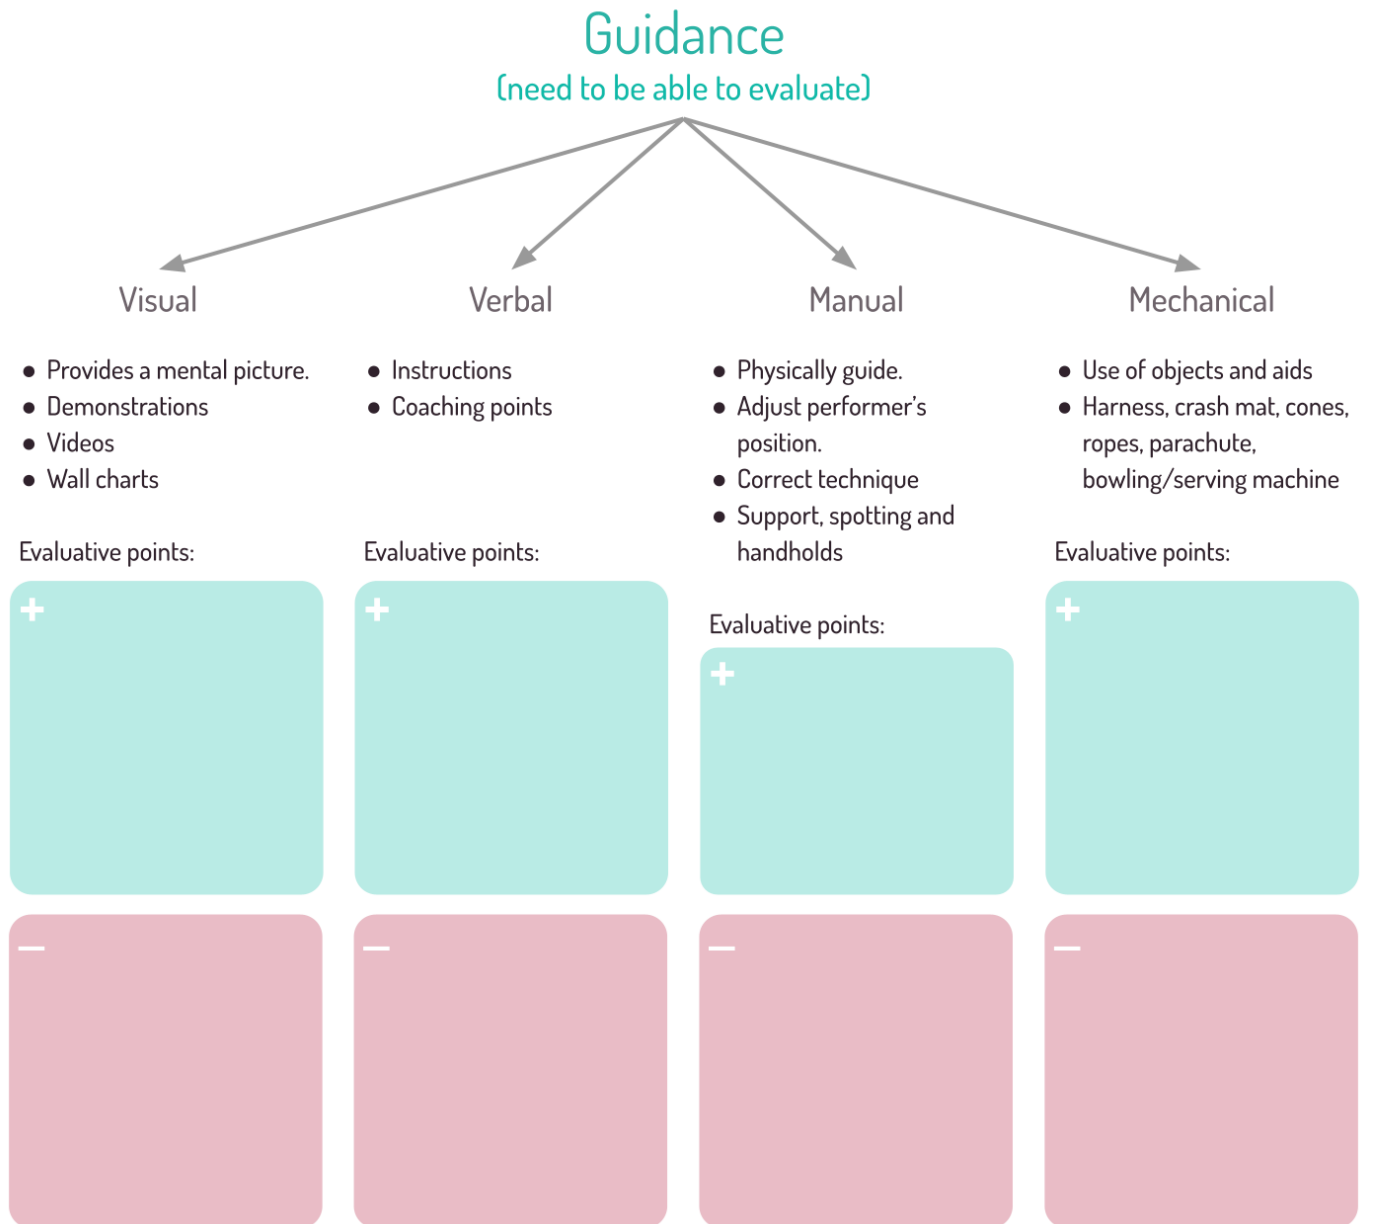 Guidance
(need to be able to evaluate)
Visual
● Provides a mental picture.
● Demonstrations
● Videos
● Wall charts
Evaluative points:
+
–
Verbal
● Instructions
● Coaching points
Evaluative points:
+
–
Manual
● Physically guide.
● Adjust performer’s
position.
● Correct technique
● Support, spotting and
handholds
Evaluative points:
+
–
Mechanical
● Use of objects and aids
● Harness, crash mat, cones,
ropes, parachute,
bowling/serving machine
Evaluative points:
+
–